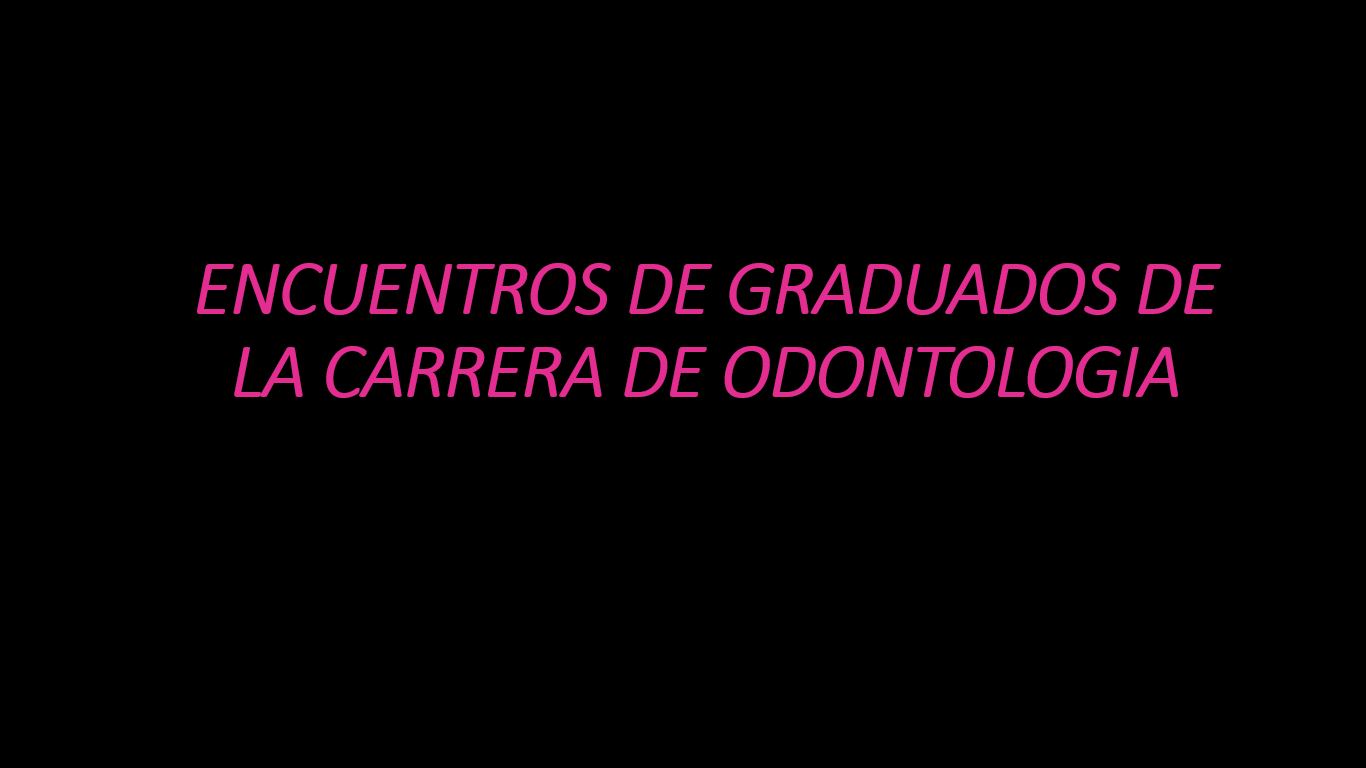 ENCUENTROS DE GRADUADOS DE
LA CARRERA DE ODONTOLOGIA